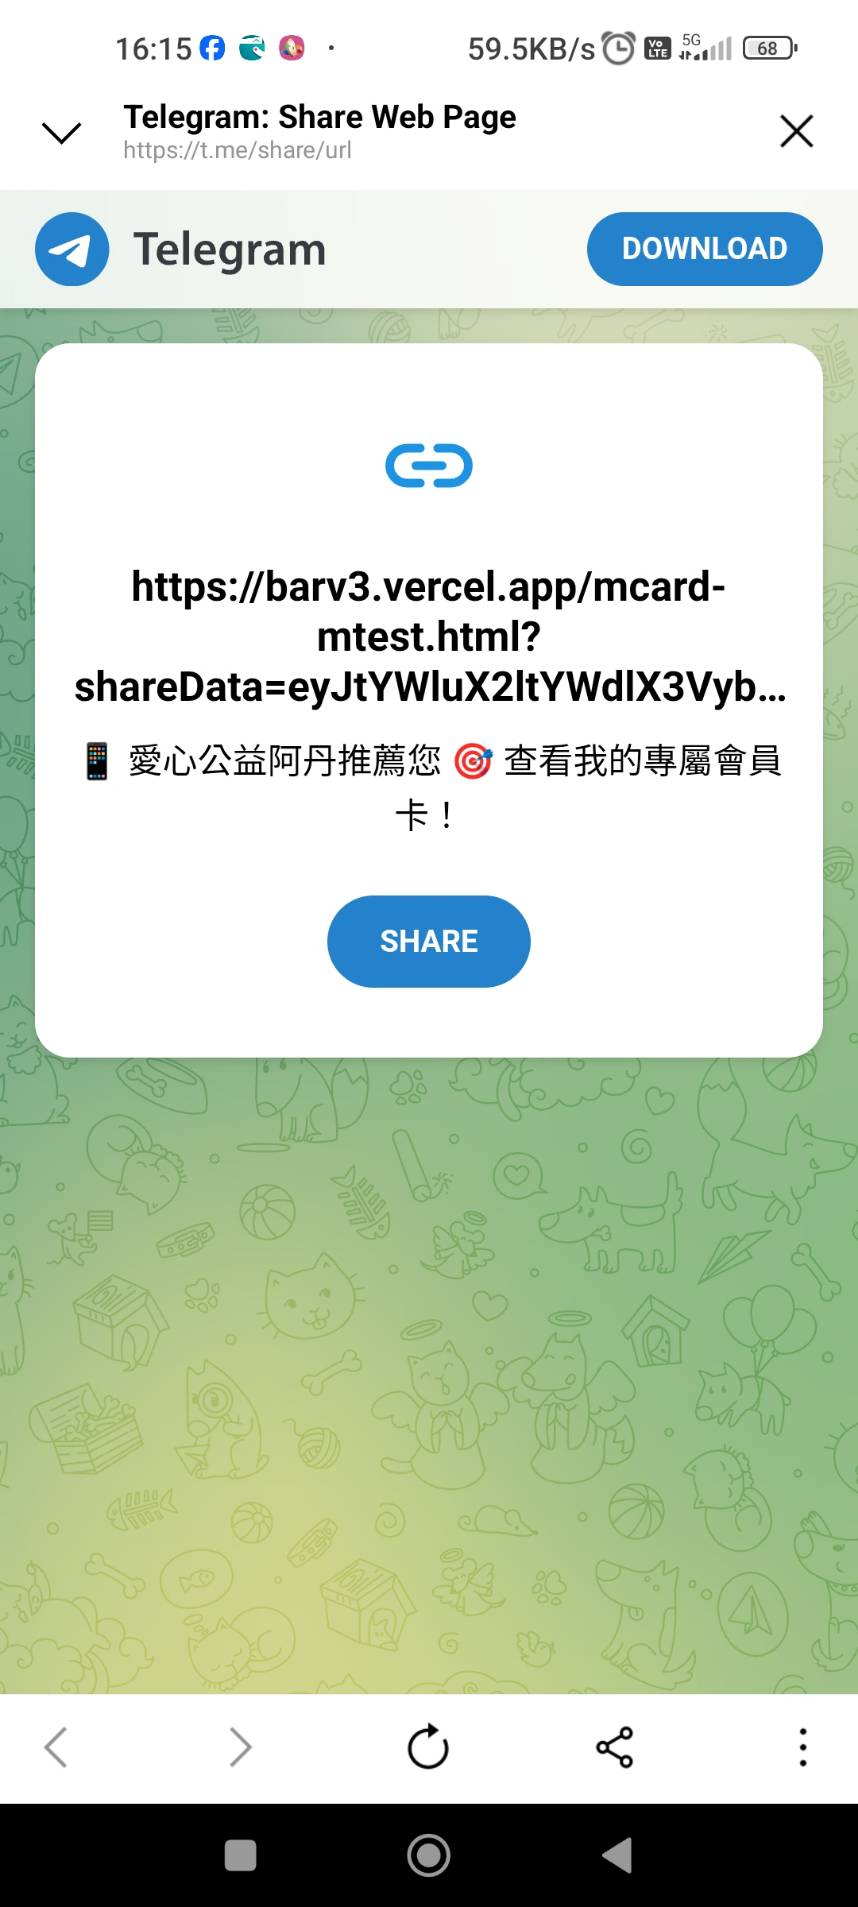 16:15
59.5KB/s
Vo LTE
5G
68
Telegram: Share Web Page
https://t.me/share/url
Telegram
DOWNLOAD
https://barv3.vercel.app/mcard-
mtest.html?
shareData=eyJtYWluX2ltYWdlX3Vyb...
📱 愛心公益阿丹推薦您 🎯 查看我的專屬會員
卡！
SHARE